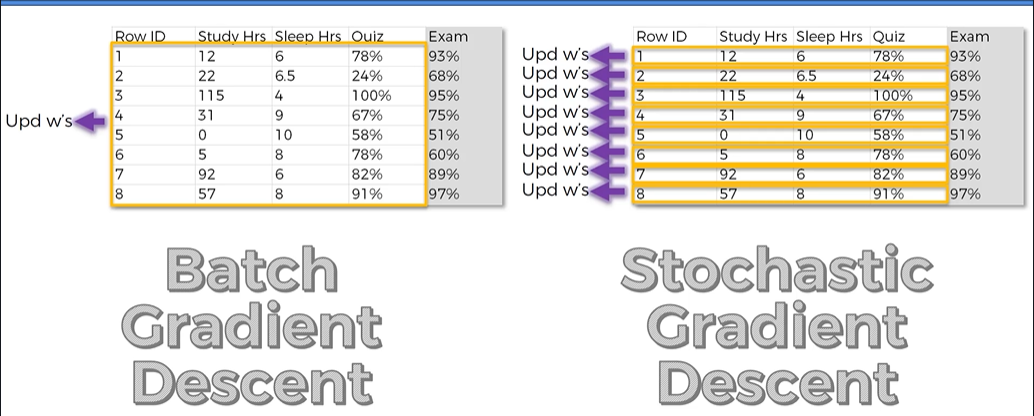 Row ID Study Hrs Sleep Hrs Quiz Exam
1 12 6 78% 93%
2 22 6.5 24% 68%
3 115 4 100% 95%
4 31 9 67% 75%
5 0 10 58% 51%
6 5 8 78% 60%
7 92 6 82% 89%
8 57 8 91% 97%
Upd w's
Batch
Gradient
Descent
Row ID Study Hrs Sleep Hrs Quiz Exam
Upd w's 1 12 6 78% 93%
Upd w's 2 22 6.5 24% 68%
Upd w's 3 115 4 100% 95%
Upd w's 4 31 9 67% 75%
Upd w's 5 0 10 58% 51%
Upd w's 6 5 8 78% 60%
Upd w's 7 92 6 82% 89%
Upd w's 8 57 8 91% 97%
Stochastic
Gradient
Descent